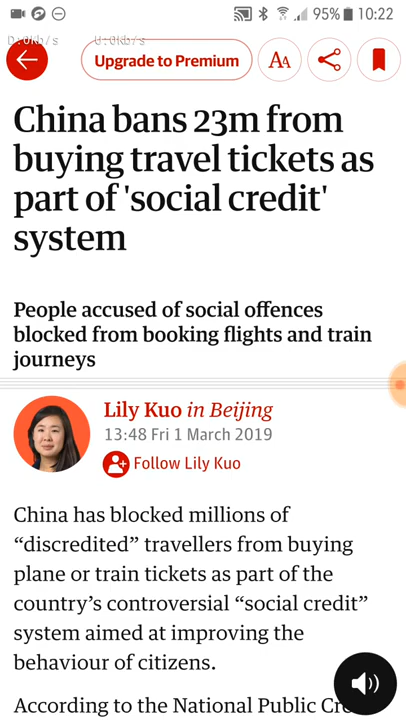 95% 10:22
D:0Kb/s U:0Kb/s
Upgrade to Premium
AA
China bans 23m from
buying travel tickets as
part of 'social credit'
system
People accused of social offences
blocked from booking flights and train
journeys
Lily Kuo in Beijing
13:48 Fri 1 March 2019
Follow Lily Kuo
China has blocked millions of
“discredited” travellers from buying
plane or train tickets as part of the
country’s controversial “social credit”
system aimed at improving the
behaviour of citizens.
According to the National Public